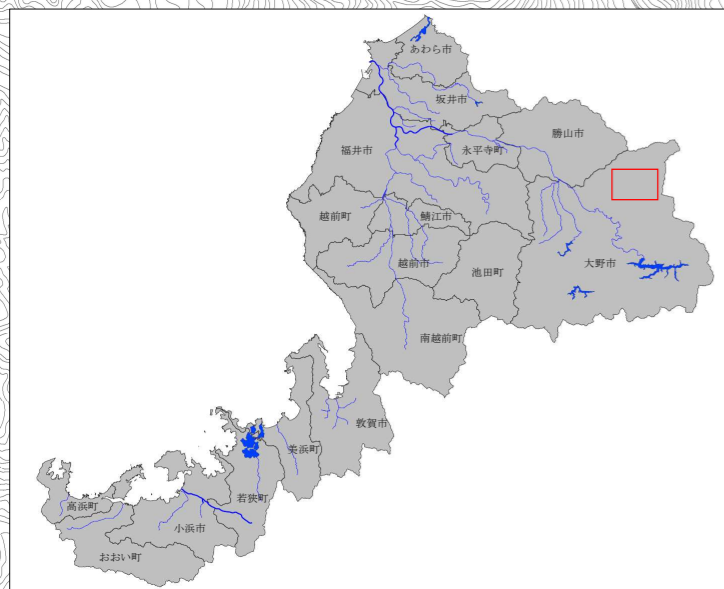 あわら市
坂井市
勝山市
福井市
永平寺町
越前町
鯖江市
越前市
池田町
大野市
南越前町
敦賀市
美浜町
若狭町
高浜町
小浜市
おおい町